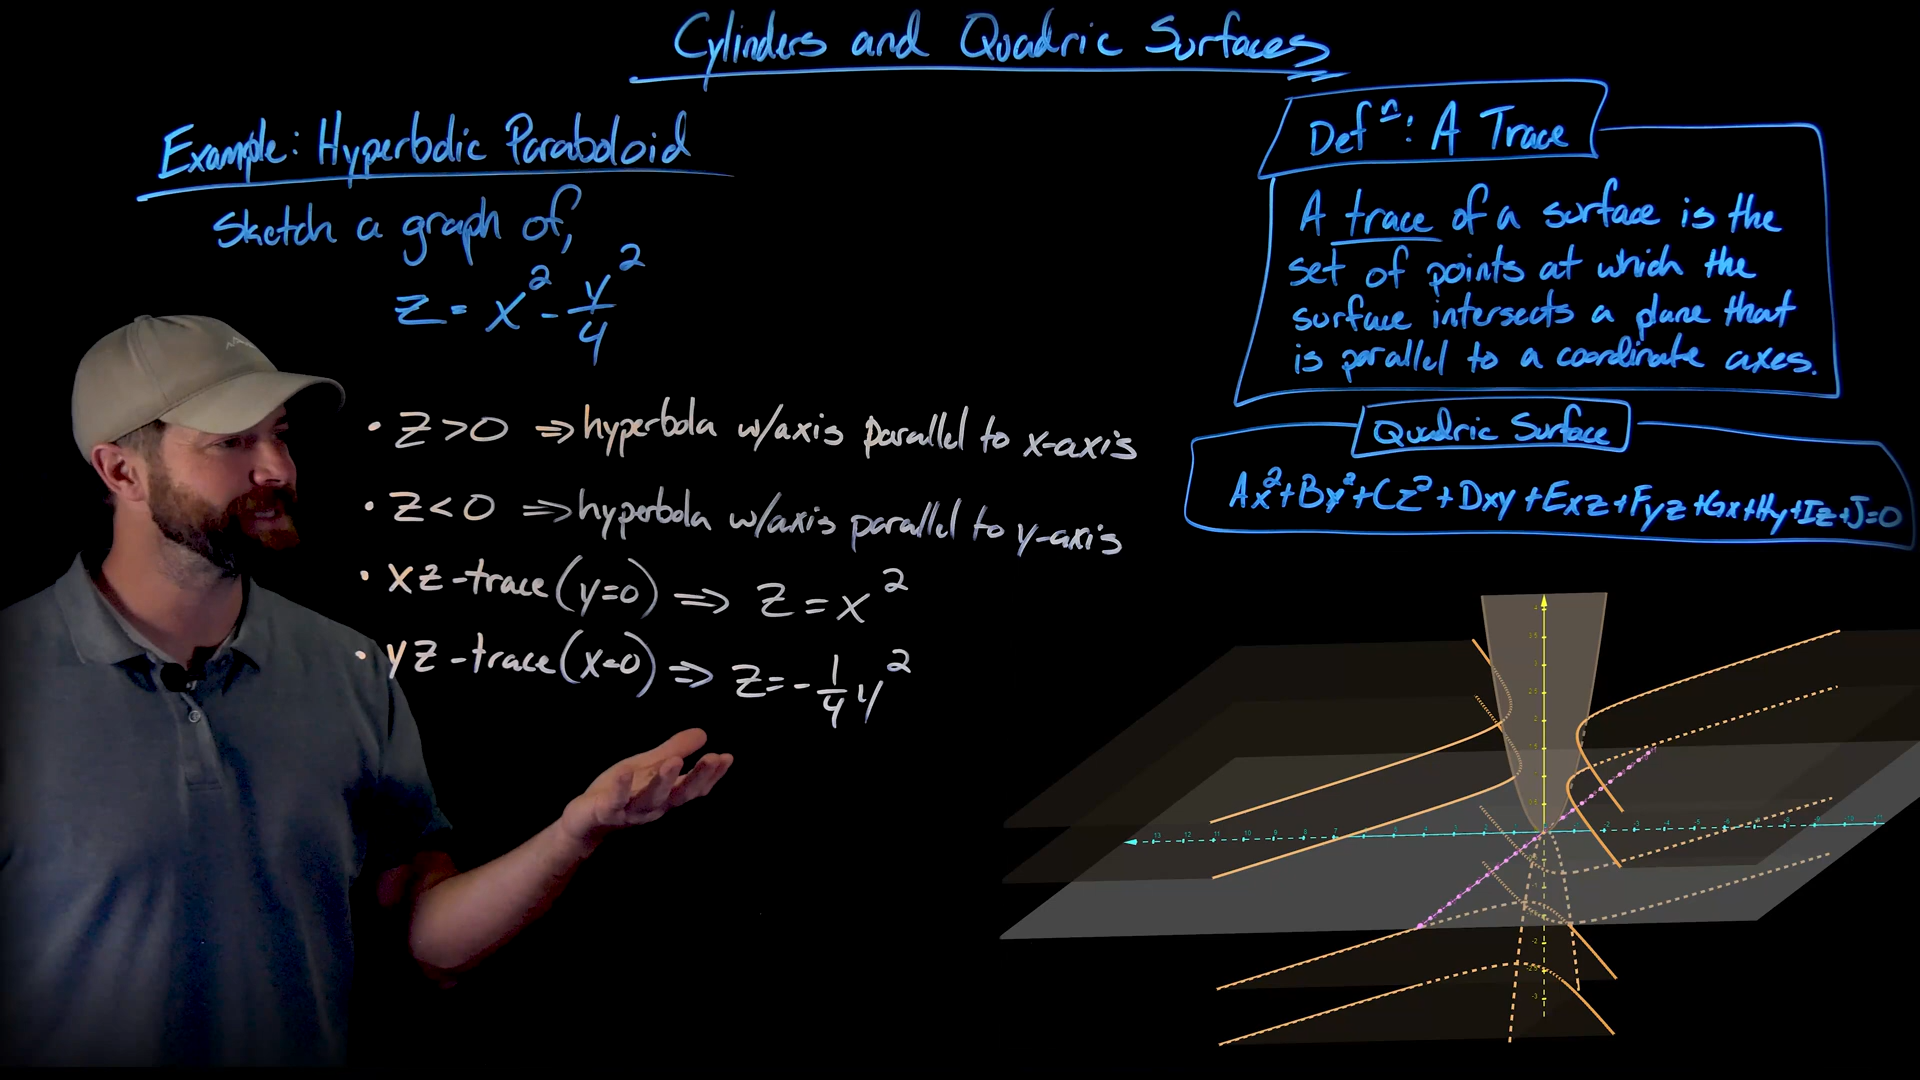 Cylinders and Quadric Surfaces
Example: Hyperbolic Paraboloid
Sketch a graph of,
z = x² - y²/4
• z>0 ⇒ hyperbola w/axis parallel to x-axis
• z<0 ⇒ hyperbola w/axis parallel to y-axis
• xz-trace (y=0) ⇒ z = x²
• yz-trace (x=0) ⇒ z = -1/4 y²
Defⁿ: A Trace
A trace of a surface is the
set of points at which the
surface intersects a plane that
is parallel to a coordinate axes.
Quadric Surface
Ax²+By²+Cz²+Dxy+Exz+Fyz+Gx+Hy+Iz+J=0